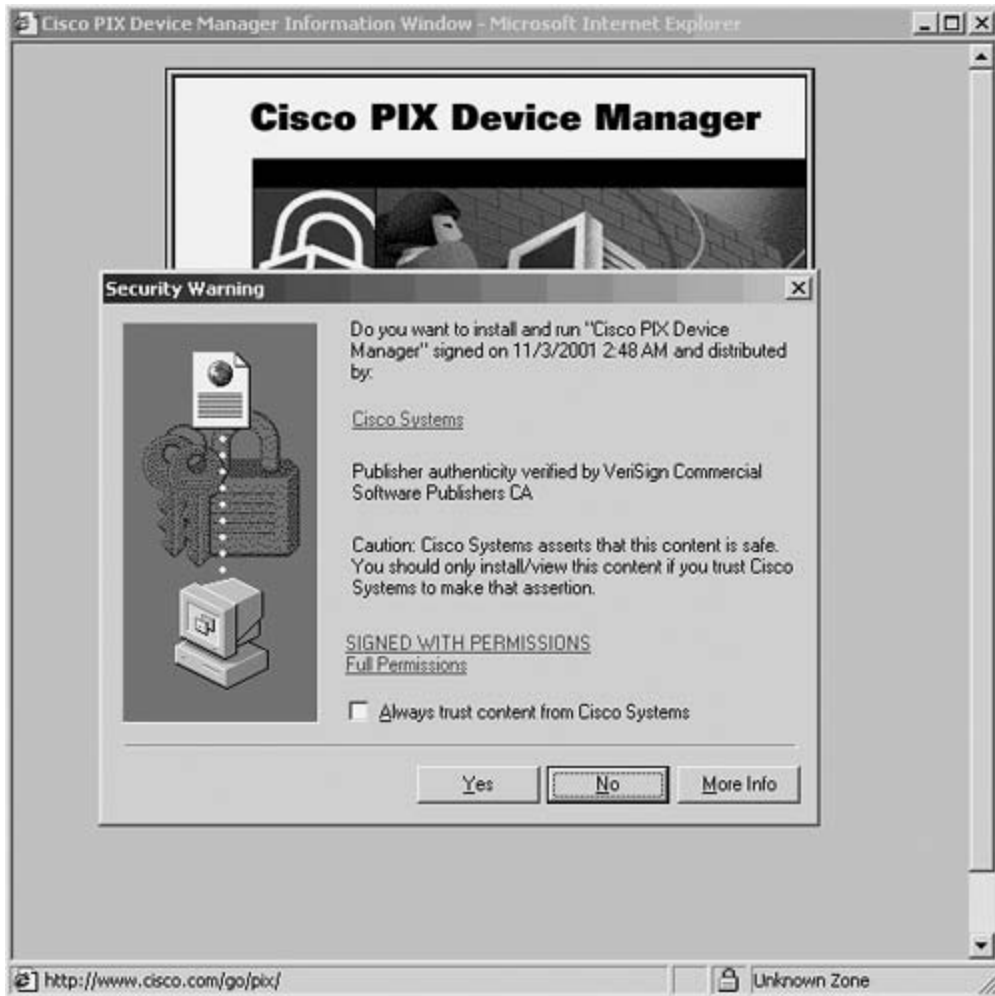 Cisco PIX Device Manager Information Window - Microsoft Internet Explorer
Cisco PIX Device Manager
Security Warning
Do you want to install and run "Cisco PIX Device
Manager" signed on 11/3/2001 2:48 AM and distributed
by:
Cisco Systems
Publisher authenticity verified by VeriSign Commercial
Software Publishers CA
Caution: Cisco Systems asserts that this content is safe.
You should only install/view this content if you trust Cisco
Systems to make that assertion.
SIGNED WITH PERMISSIONS
Full Permissions
Always trust content from Cisco Systems
Yes
No
More Info
http://www.cisco.com/go/pix/
Unknown Zone